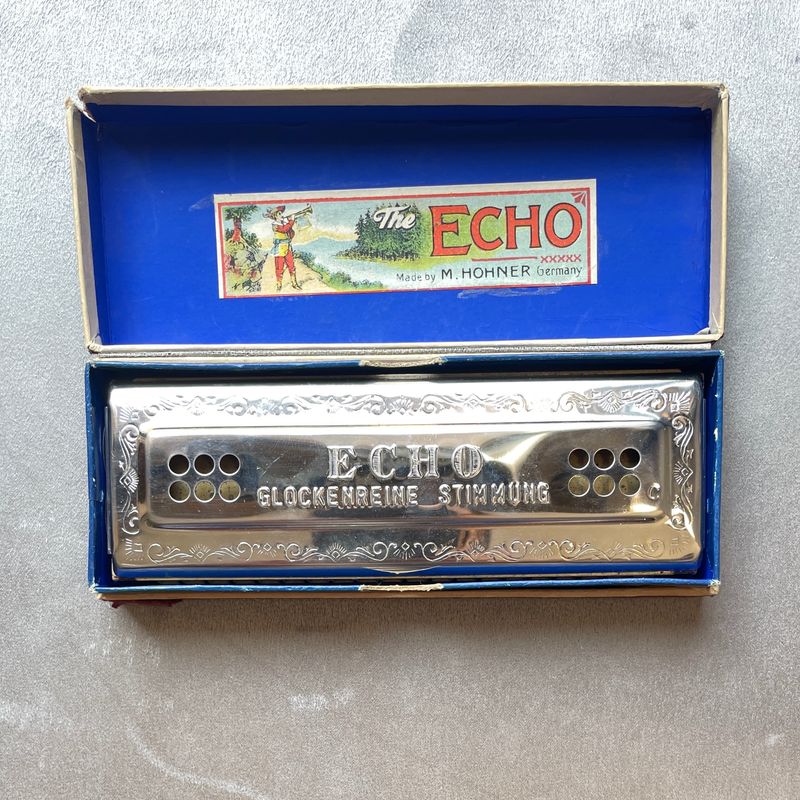 The ECHO
xxxxx
Made by M. HOHNER Germany
ECHO
GLOCKENREINE STIMMUNG
C